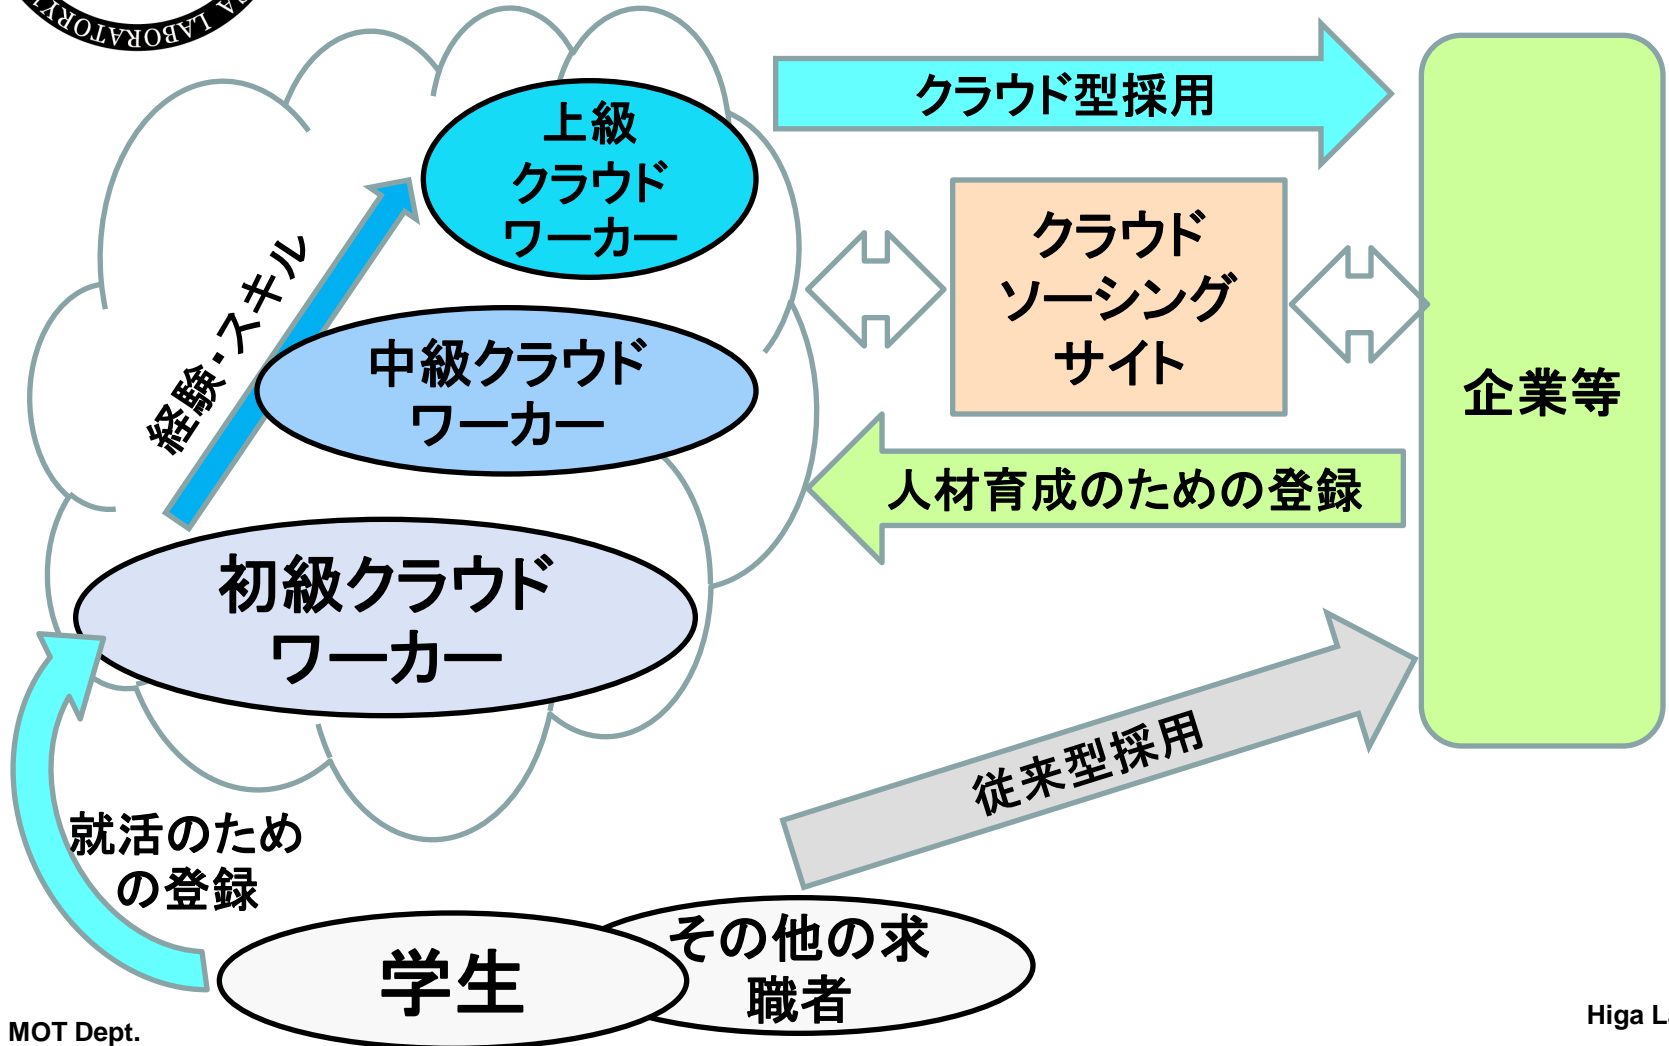 LABORATORY
クラウド型採用
上級
クラウド
ワーカー
クラウド
ソーシング
サイト
経験・スキル
中級クラウド
ワーカー
企業等
人材育成のための登録
初級クラウド
ワーカー
従来型採用
就活のため
の登録
学生
その他の求
職者
MOT Dept.
Higa